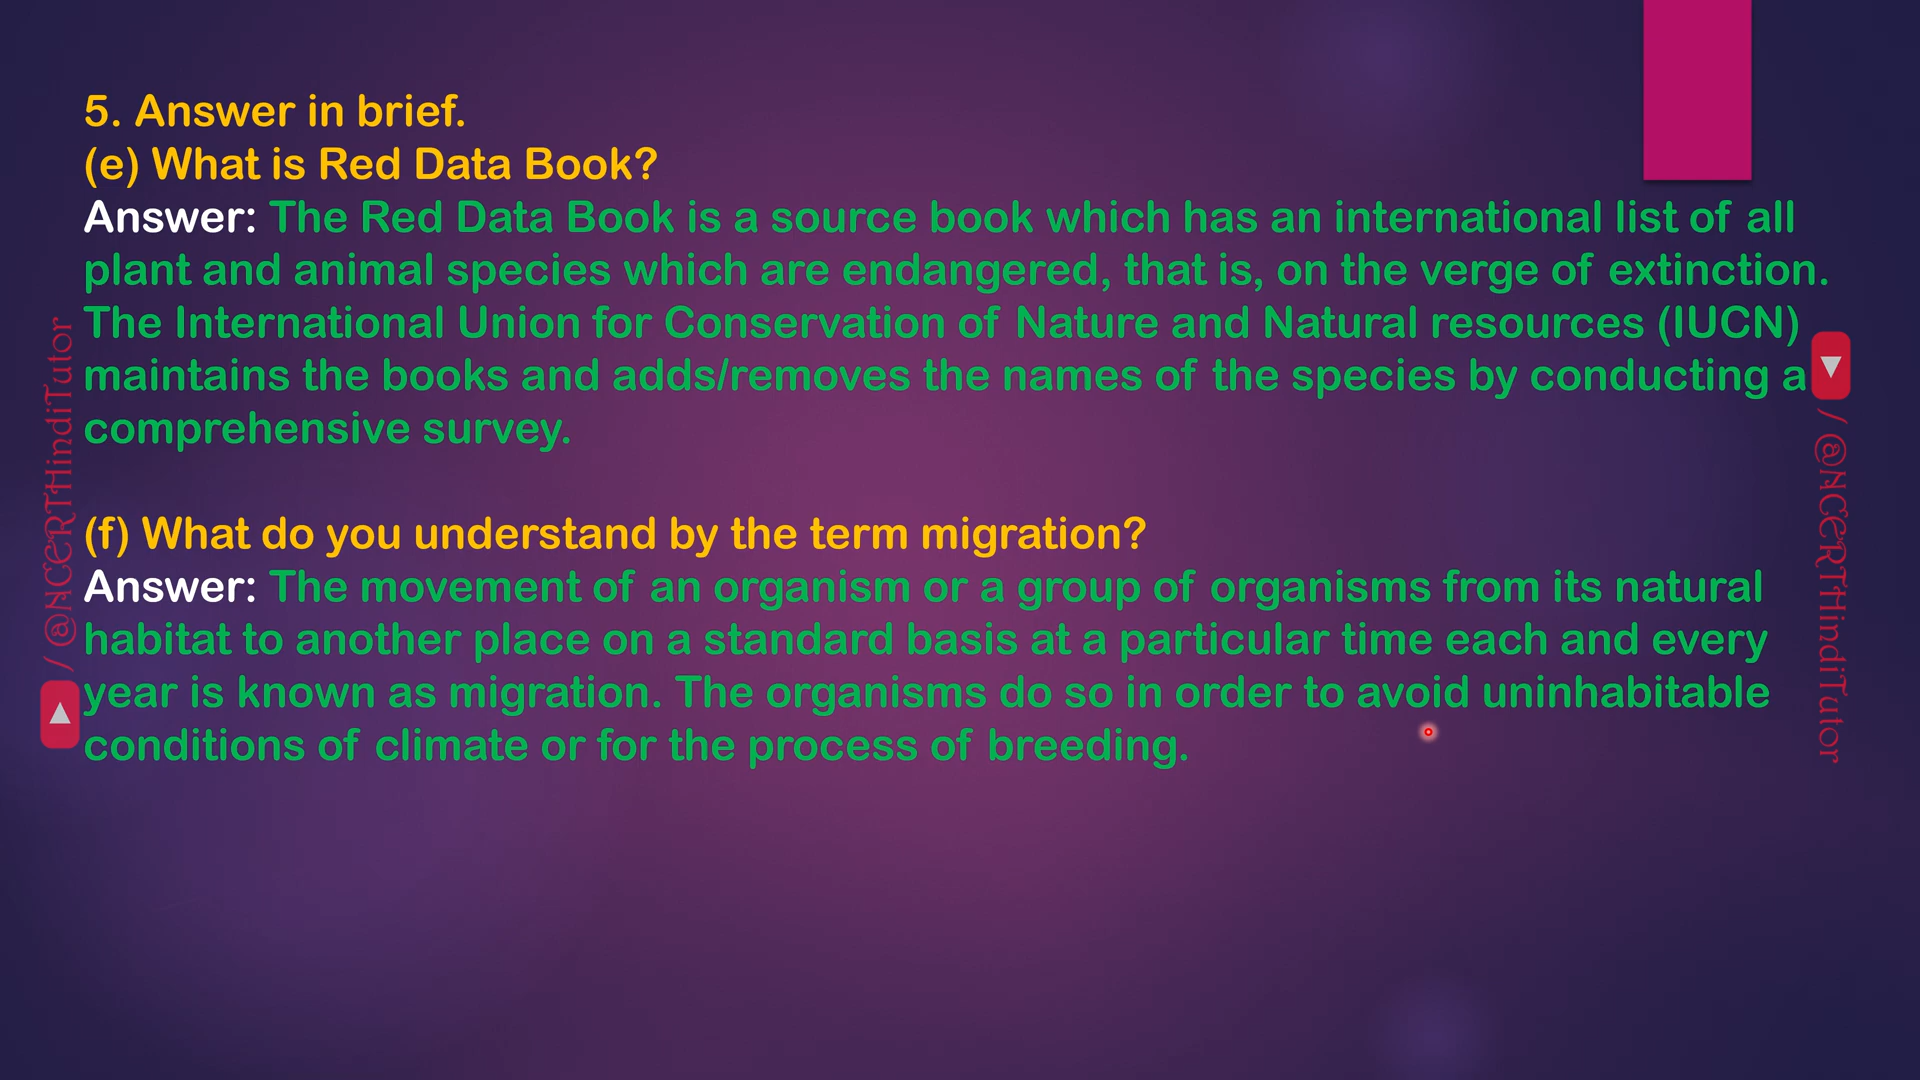 5. Answer in brief.
(e) What is Red Data Book?
Answer: The Red Data Book is a source book which has an international list of all
plant and animal species which are endangered, that is, on the verge of extinction.
The International Union for Conservation of Nature and Natural resources (IUCN)
maintains the books and adds/removes the names of the species by conducting a
comprehensive survey.
(f) What do you understand by the term migration?
Answer: The movement of an organism or a group of organisms from its natural
habitat to another place on a standard basis at a particular time each and every
year is known as migration. The organisms do so in order to avoid uninhabitable
conditions of climate or for the process of breeding.
/ @NCERTHindiTutor
/ @NCERTHindiTutor